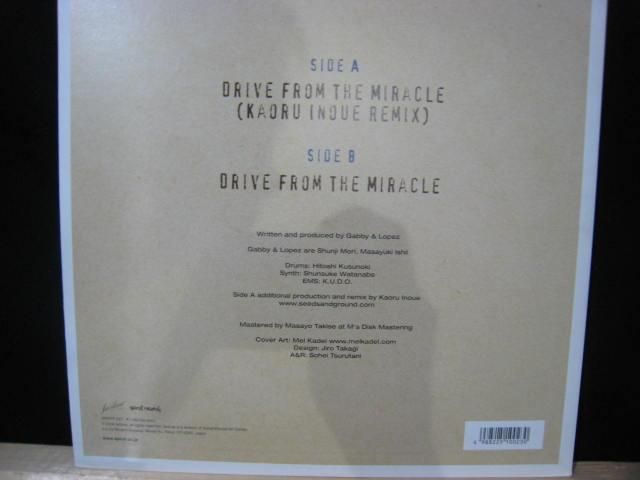 SIDE A
DRIVE FROM THE MIRACLE
(KAORU INOUE REMIX)
SIDE B
DRIVE FROM THE MIRACLE
Written and produced by Gabby & Lopez
Gabby & Lopez are Shunji Mori, Masayuki Ishii
Drums: Hitoshi Kusunoki
Synth: Shunsuke Watanabe
EMS: K.U.D.O.
Side A additional production and remix by Kaoru Inoue
www.seedsandground.com
Mastered by Masayo Takise at M's Disk Mastering
Cover Art: Mel Kadel www.melkadel.com
Design: Jiro Takagi
A&R: Sohei Tsurutani